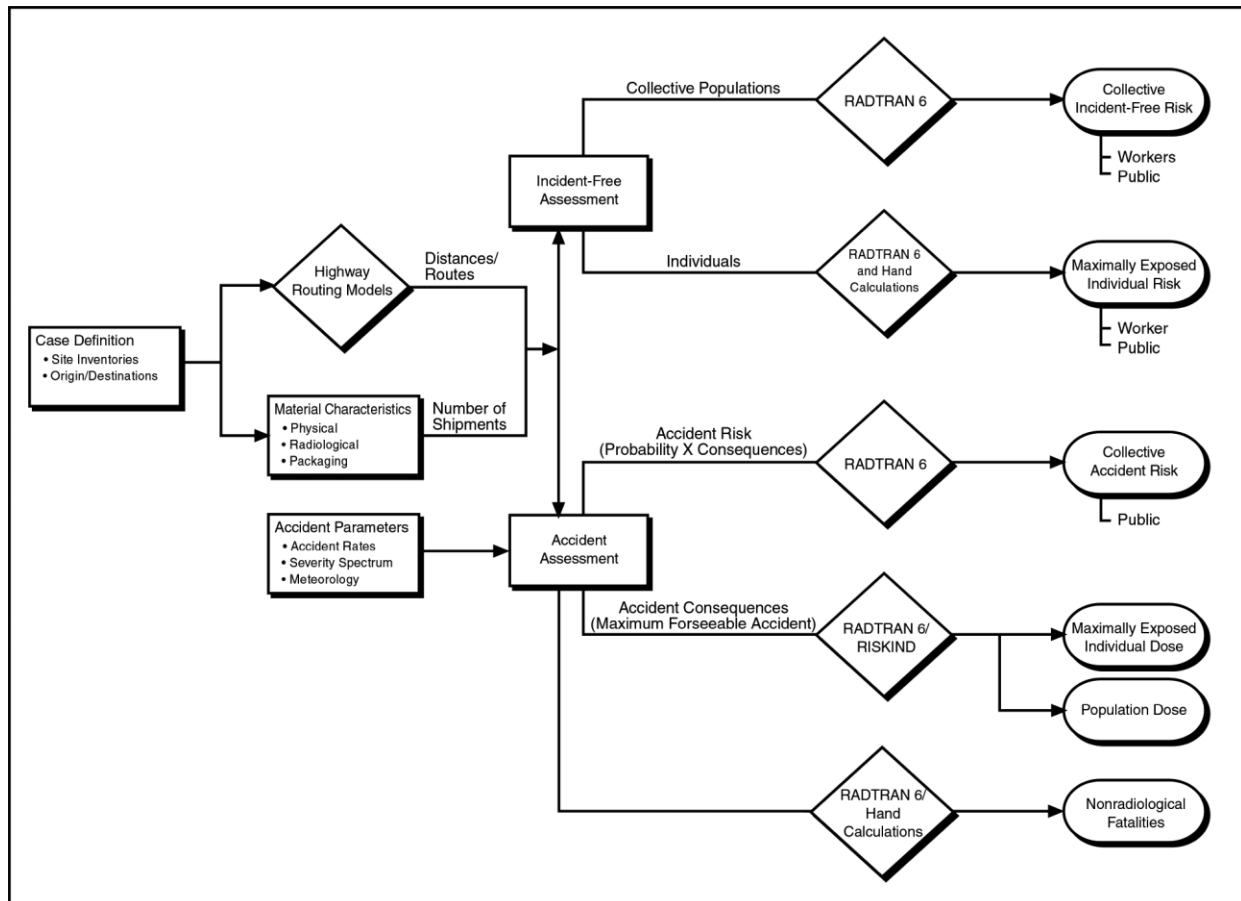 Case Definition
• Site Inventories
• Origin/Destinations
Highway
Routing Models
Distances/
Routes
Material Characteristics
• Physical
• Radiological
• Packaging
Number of
Shipments
Accident Parameters
• Accident Rates
• Severity Spectrum
• Meteorology
Incident-Free
Assessment
Collective Populations
RADTRAN 6
Collective
Incident-Free Risk
Workers
Public
Individuals
RADTRAN 6
and Hand
Calculations
Maximally Exposed
Individual Risk
Worker
Public
Accident
Assessment
Accident Risk
(Probability X Consequences)
RADTRAN 6
Collective
Accident Risk
Public
Accident Consequences
(Maximum Forseeable Accident)
RADTRAN 6/
RISKIND
Maximally Exposed
Individual Dose
Population Dose
RADTRAN 6/
Hand
Calculations
Nonradiological
Fatalities